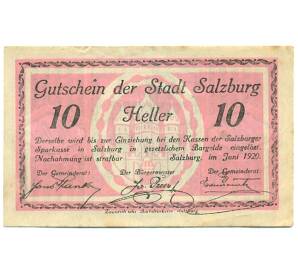 Gutschein der Stadt Salzburg
10 Heller 10
Derselbe wird bis zur Einziehung bei den Kassen der Salzburger
Sparkasse in Salzburg in gesetzlichem Bargelde eingelöst.
Nachahmung ist strafbar Salzburg, im Juni 1920.
Der Gemeinderat: Der Bürgermeister Der Gemeinderat: